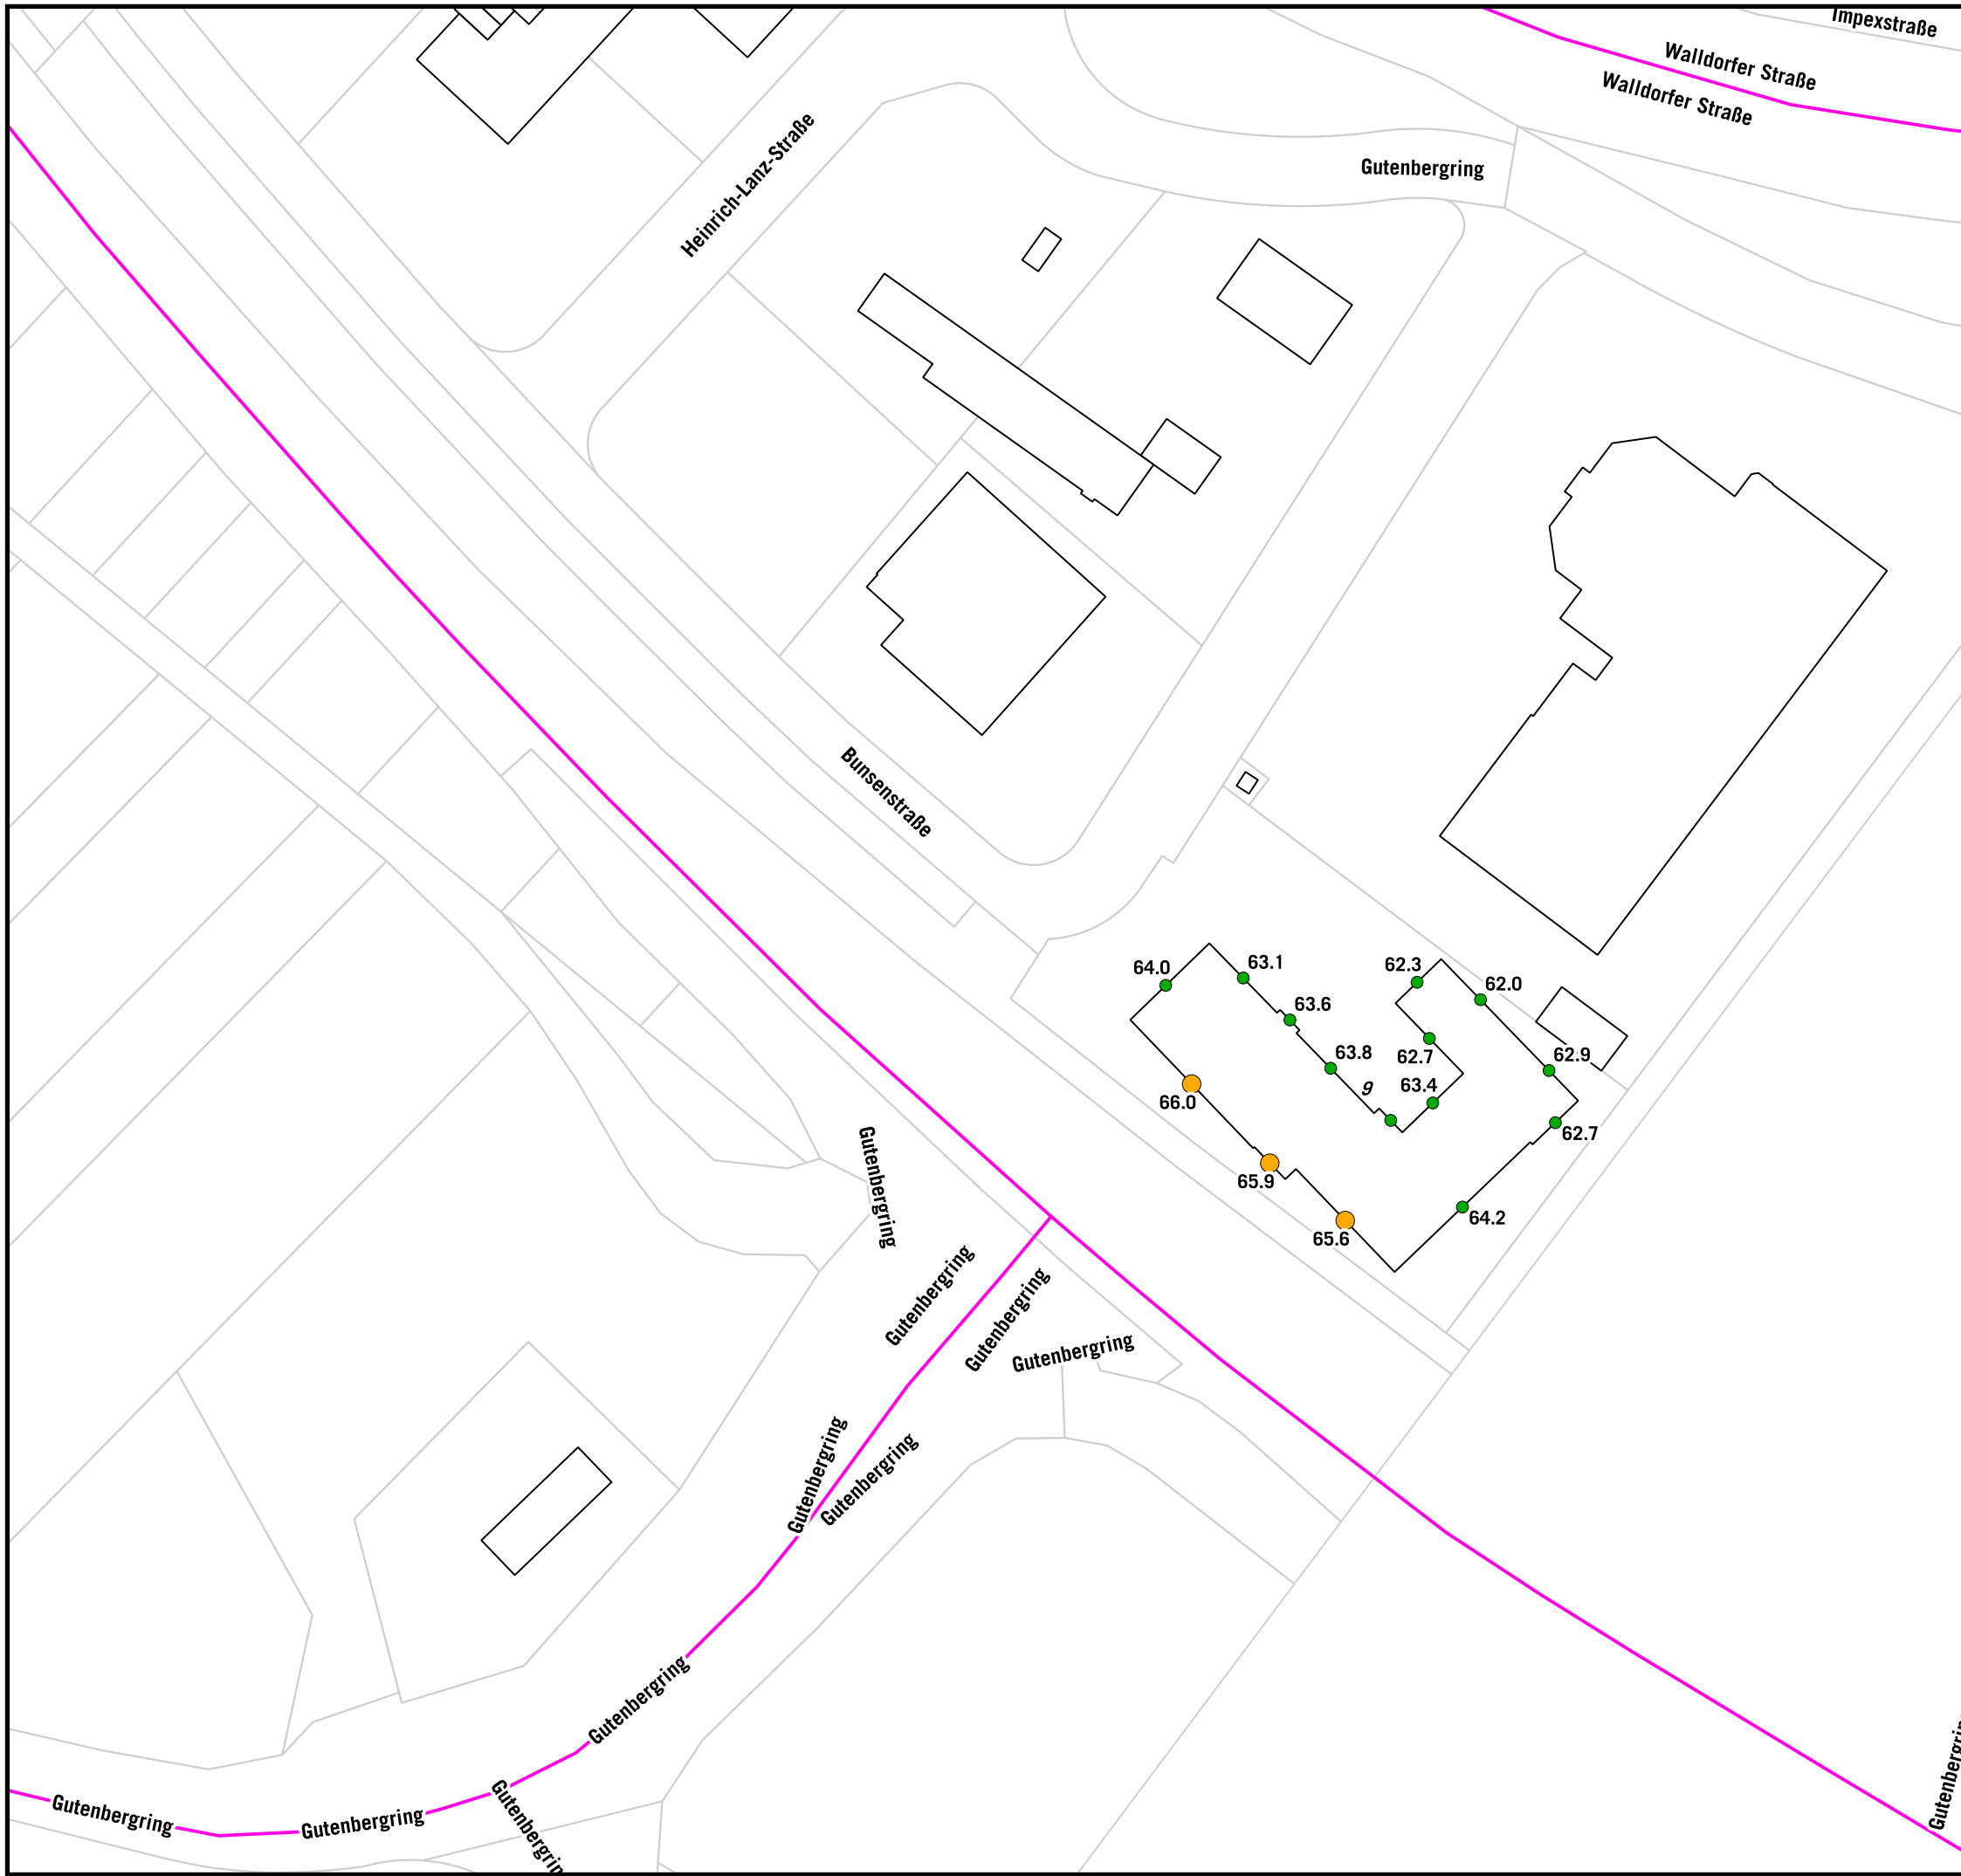 Impexstraße
Walldorfer Straße
Walldorfer Straße
Heinrich-Lanz-Straße
Gutenbergring
Bunsenstraße
64.0
63.1
62.3
62.0
63.6
63.8
62.7
62.9
9
63.4
66.0
62.7
65.9
64.2
65.6
Gutenbergring
Gutenbergring
Gutenbergring
Gutenbergring
Gutenbergring
Gutenbergring
Gutenbergring
Gutenbergring
Gutenbergring
Gutenbergrin
Gutenbergrin